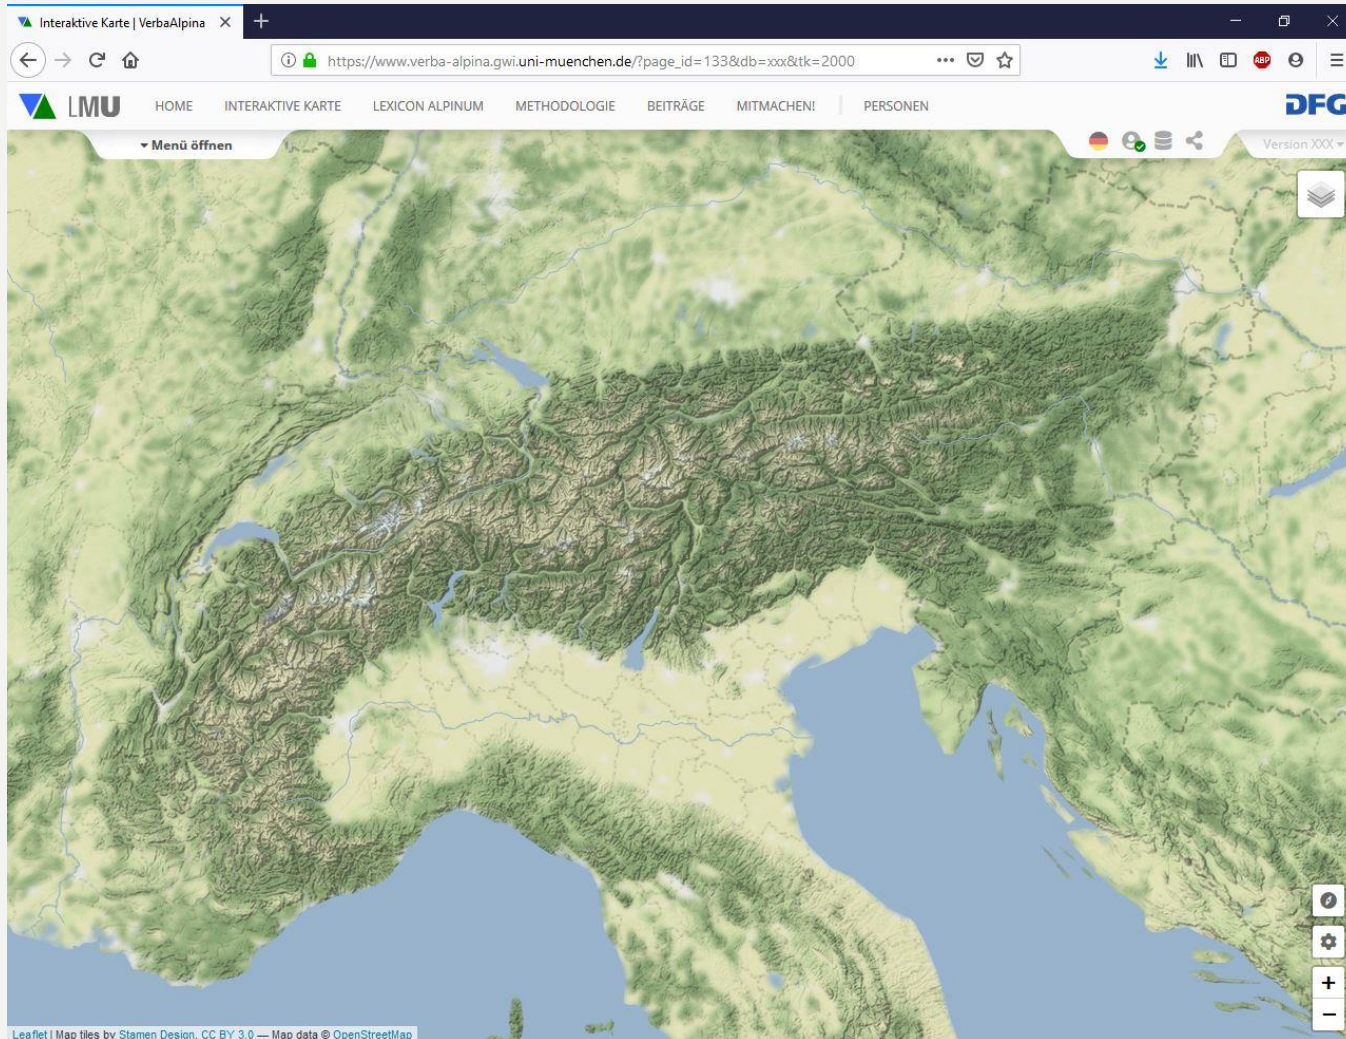 Interaktive Karte | VerbaAlpina
https://www.verba-alpina.gwi.uni-muenchen.de/?page_id=133&db=xxx&tk=2000
ABP
LMU HOME INTERAKTIVE KARTE LEXICON ALPINUM METHODOLOGIE BEITRÄGE MITMACHEN! PERSONEN DFG
Menü öffnen
Version XXX
+
−
Leaflet | Map tiles by Stamen Design, CC BY 3.0 — Map data © OpenStreetMap